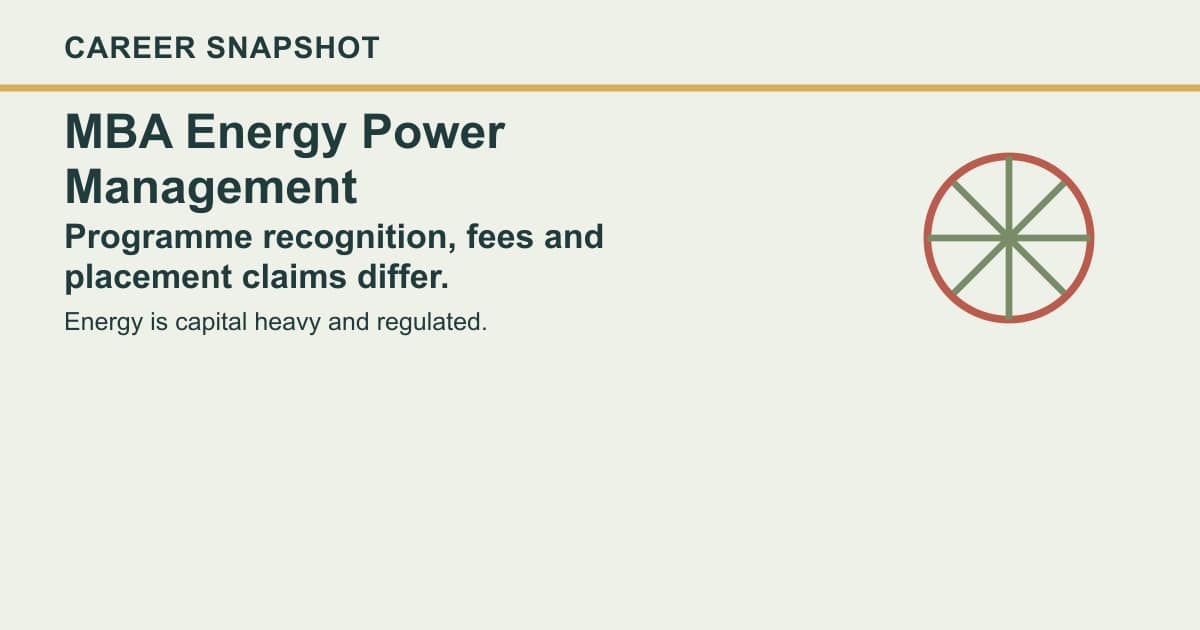 CAREER SNAPSHOT
MBA Energy Power
Management
Programme recognition, fees and
placement claims differ.
Energy is capital heavy and regulated.